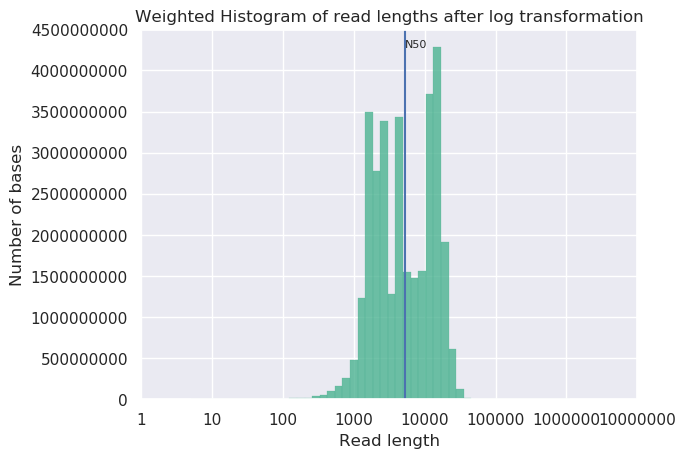 Weighted Histogram of read lengths after log transformation
4500000000
N50
4000000000
3500000000
3000000000
2500000000
2000000000
1500000000
1000000000
500000000
0
Number of bases
1 10 100 1000 10000 100000 1000000 10000000
Read length